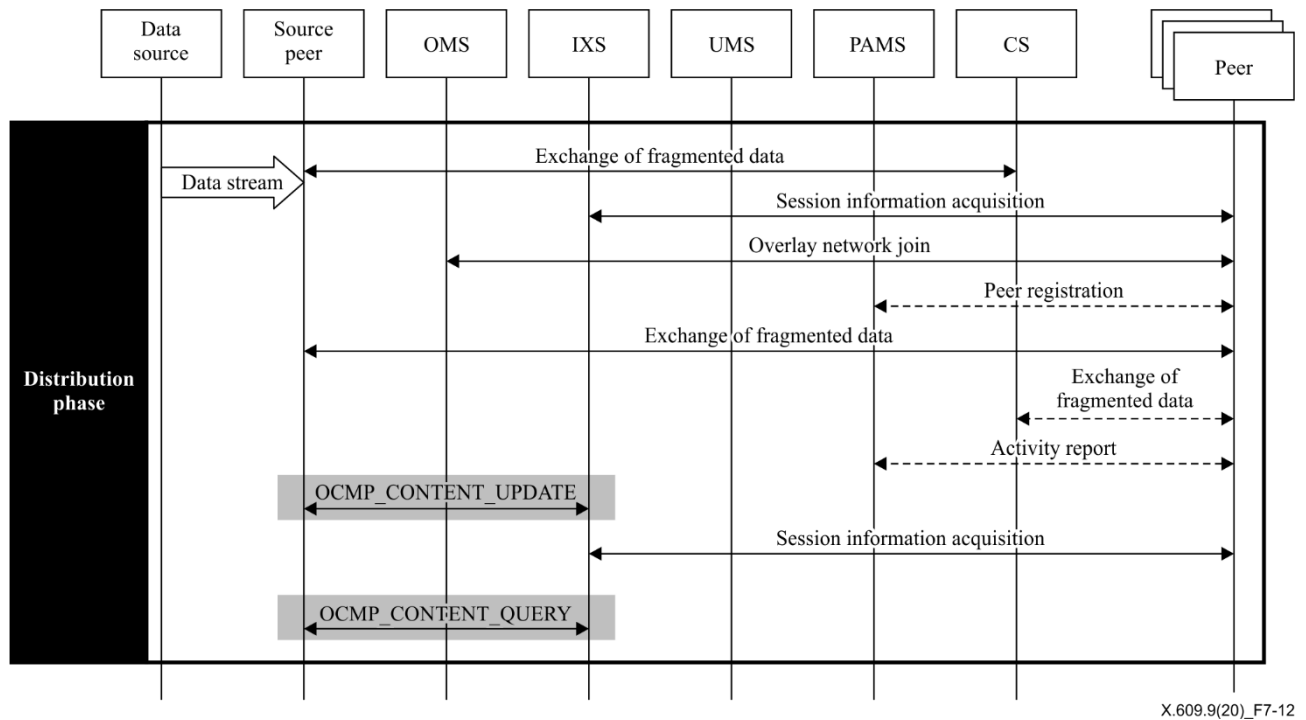 Data
source
Source
peer
OMS
IXS
UMS
PAMS
CS
Peer
Distribution
phase
Data stream
Exchange of fragmented data
Session information acquisition
Overlay network join
Peer registration
Exchange of fragmented data
Exchange of
fragmented data
Activity report
OCMP_CONTENT_UPDATE
Session information acquisition
OCMP_CONTENT_QUERY
X.609.9(20)_F7-12